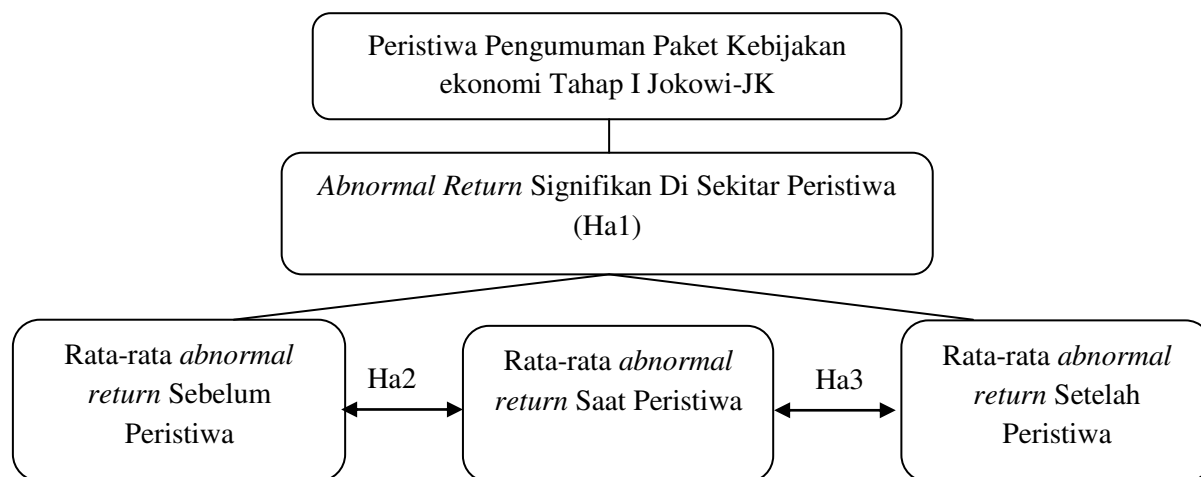 Peristiwa Pengumuman Paket Kebijakan
ekonomi Tahap I Jokowi-JK
Abnormal Return Signifikan Di Sekitar Peristiwa
(Ha1)
Rata-rata abnormal
return Sebelum
Peristiwa
Ha2
Rata-rata abnormal
return Saat Peristiwa
Ha3
Rata-rata abnormal
return Setelah
Peristiwa